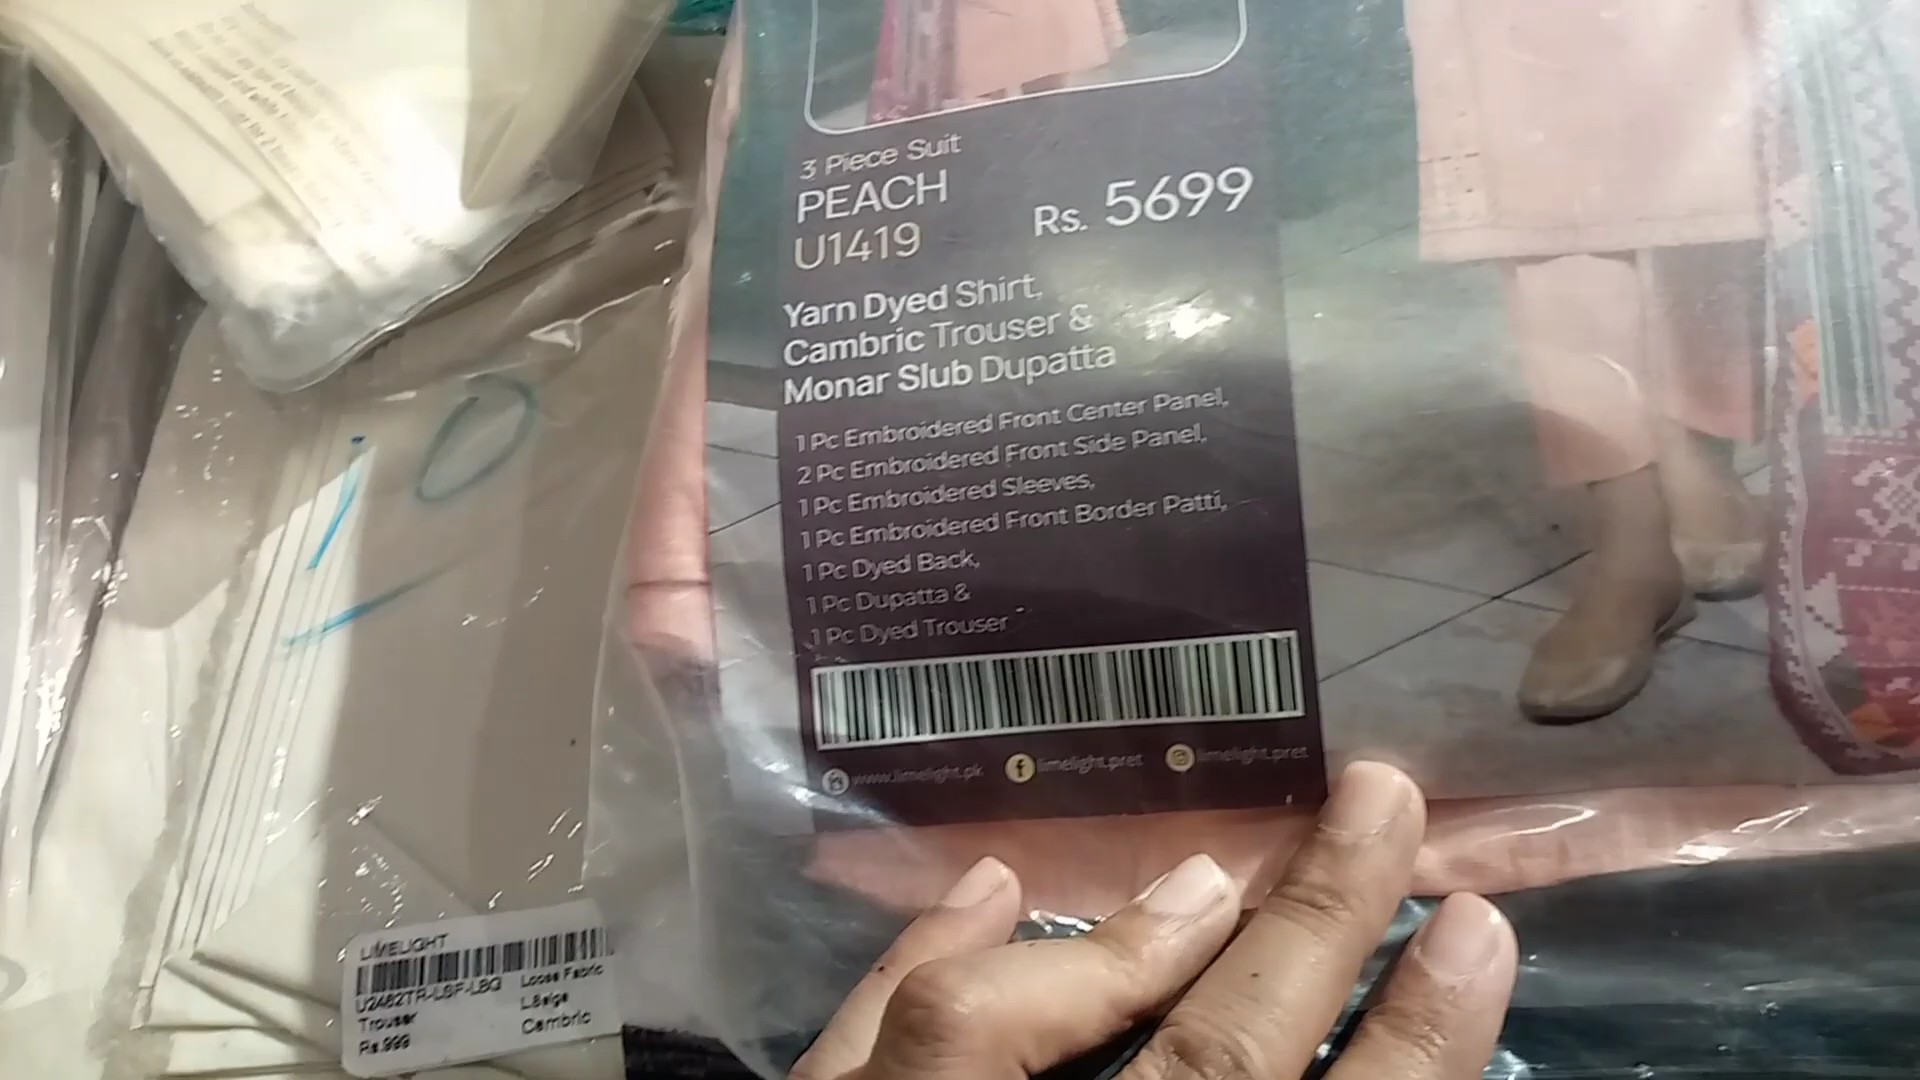 3 Piece Suit
PEACH
U1419
Rs. 5699
Yarn Dyed Shirt,
Cambric Trouser &
Monar Slub Dupatta
1 Pc Embroidered Front Center Panel,
2 Pc Embroidered Front Side Panel,
1 Pc Embroidered Sleeves,
1 Pc Embroidered Front Border Patti,
1 Pc Dyed Back,
1 Pc Dupatta &
1 Pc Dyed Trouser
www.limelight.pk
limelight.pret
limelight.pret
LIMELIGHT
Loose Fabric
Trouser
L.Beige
Rs.999
Cambric